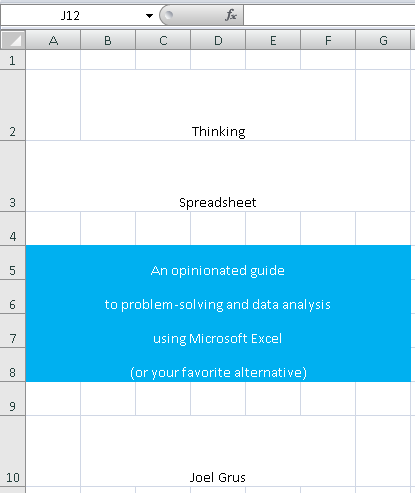 J12
fx
A B C D E F G
1
2 Thinking
3 Spreadsheet
4
5 An opinionated guide
6 to problem-solving and data analysis
7 using Microsoft Excel
8 (or your favorite alternative)
9
10 Joel Grus